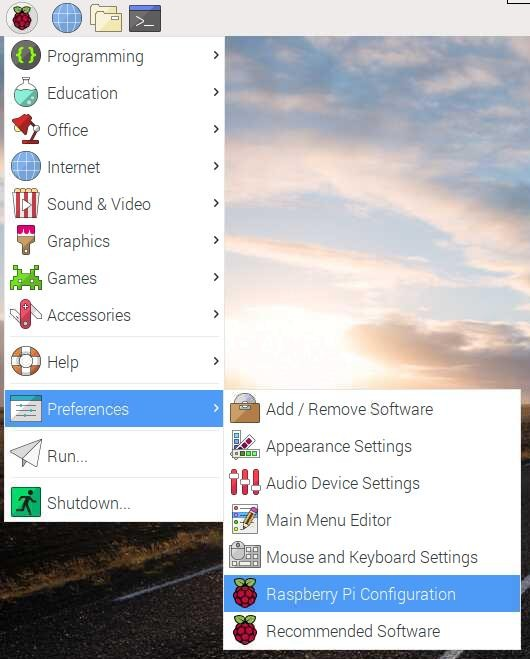 Programming
Education
Office
Internet
Sound & Video
Graphics
Games
Accessories
Help
Preferences
Run...
Shutdown...
Add / Remove Software
Appearance Settings
Audio Device Settings
Main Menu Editor
Mouse and Keyboard Settings
Raspberry Pi Configuration
Recommended Software